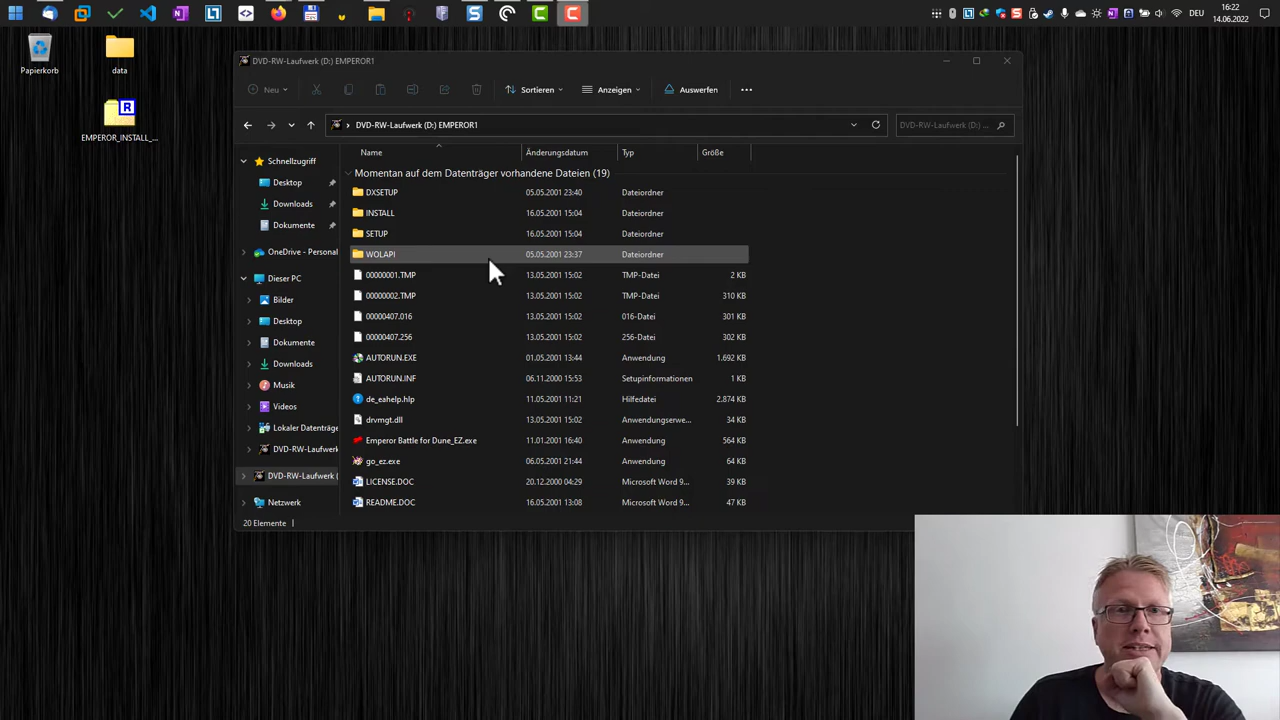 16:22
DEU
14.06.2022
Papierkorb
data
R
EMPEROR_INSTALL_...
DVD-RW-Laufwerk (D:) EMPEROR1
Neu
Sortieren
Anzeigen
Auswerfen
DVD-RW-Laufwerk (D:) EMPEROR1
DVD-RW-Laufwerk (D:) ...
Name Änderungsdatum Typ Größe
Momentan auf dem Datenträger vorhandene Dateien (19)
DXSETUP 05.05.2001 23:40 Dateiordner
INSTALL 16.05.2001 15:04 Dateiordner
SETUP 16.05.2001 15:04 Dateiordner
WOLAPI 05.05.2001 23:37 Dateiordner
00000001.TMP 13.05.2001 15:02 TMP-Datei 2 KB
00000002.TMP 13.05.2001 15:02 TMP-Datei 310 KB
00000407.016 13.05.2001 15:02 016-Datei 301 KB
00000407.256 13.05.2001 15:02 256-Datei 302 KB
AUTORUN.EXE 01.05.2001 13:44 Anwendung 1.692 KB
AUTORUN.INF 06.11.2000 15:53 Setupinformationen 1 KB
de_eahelp.hlp 11.05.2001 11:21 Hilfedatei 2.874 KB
drvmgt.dll 13.05.2001 15:02 Anwendungserwe... 34 KB
Emperor Battle for Dune_EZ.exe 11.01.2001 16:40 Anwendung 564 KB
go_ez.exe 06.05.2001 21:44 Anwendung 64 KB
LICENSE.DOC 20.12.2000 04:29 Microsoft Word 9... 39 KB
README.DOC 16.05.2001 13:08 Microsoft Word 9... 47 KB
Schnellzugriff
Desktop
Downloads
Dokumente
OneDrive - Personal
Dieser PC
Bilder
Desktop
Dokumente
Downloads
Musik
Videos
Lokaler Datenträge
DVD-RW-Laufwerk
DVD-RW-Laufwerk (
Netzwerk
20 Elemente